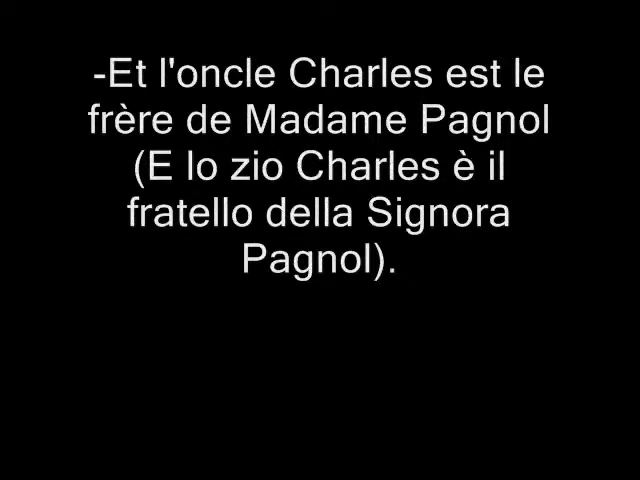 -Et l'oncle Charles est le
frère de Madame Pagnol
(E lo zio Charles è il
fratello della Signora
Pagnol).